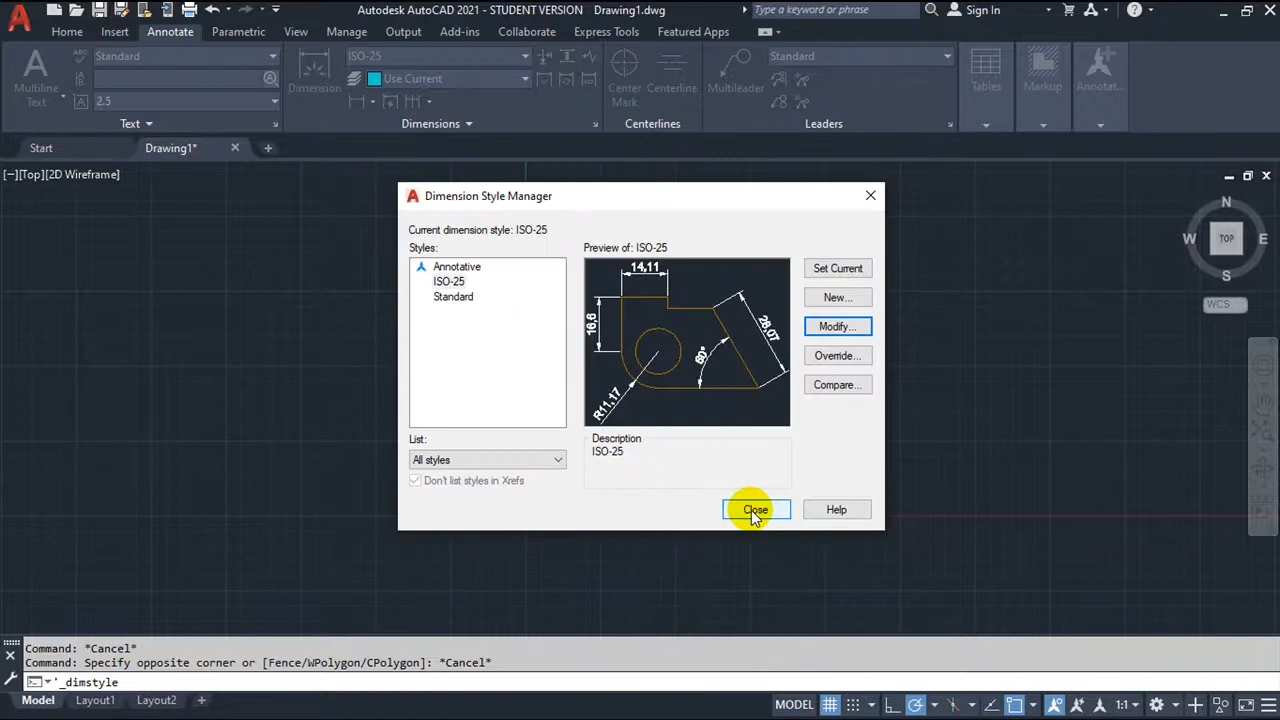 Autodesk AutoCAD 2021 - STUDENT VERSION Drawing1.dwg
Type a keyword or phrase
Sign In
Home Insert Annotate Parametric View Manage Output Add-ins Collaborate Express Tools Featured Apps
Standard
ISO-25
Standard
Use Current
Multiline
Text
2.5
Dimension
Center
Mark
Centerline
Multileader
Tables
Markup
Annotat...
Text
Dimensions
Centerlines
Leaders
Start
Drawing1*
[−][Top][2D Wireframe]
N
W
TOP
E
S
WCS
Dimension Style Manager
Current dimension style: ISO-25
Styles:
Annotative
ISO-25
Standard
Preview of: ISO-25
14,11
16,6
28,07
80°
R11,17
Set Current
New...
Modify...
Override...
Compare...
List:
All styles
Don't list styles in Xrefs
Description
ISO-25
Close
Help
Command: *Cancel*
Command: Specify opposite corner or [Fence/WPolygon/CPolygon]: *Cancel*
'_dimstyle
Model Layout1 Layout2
MODEL
1:1